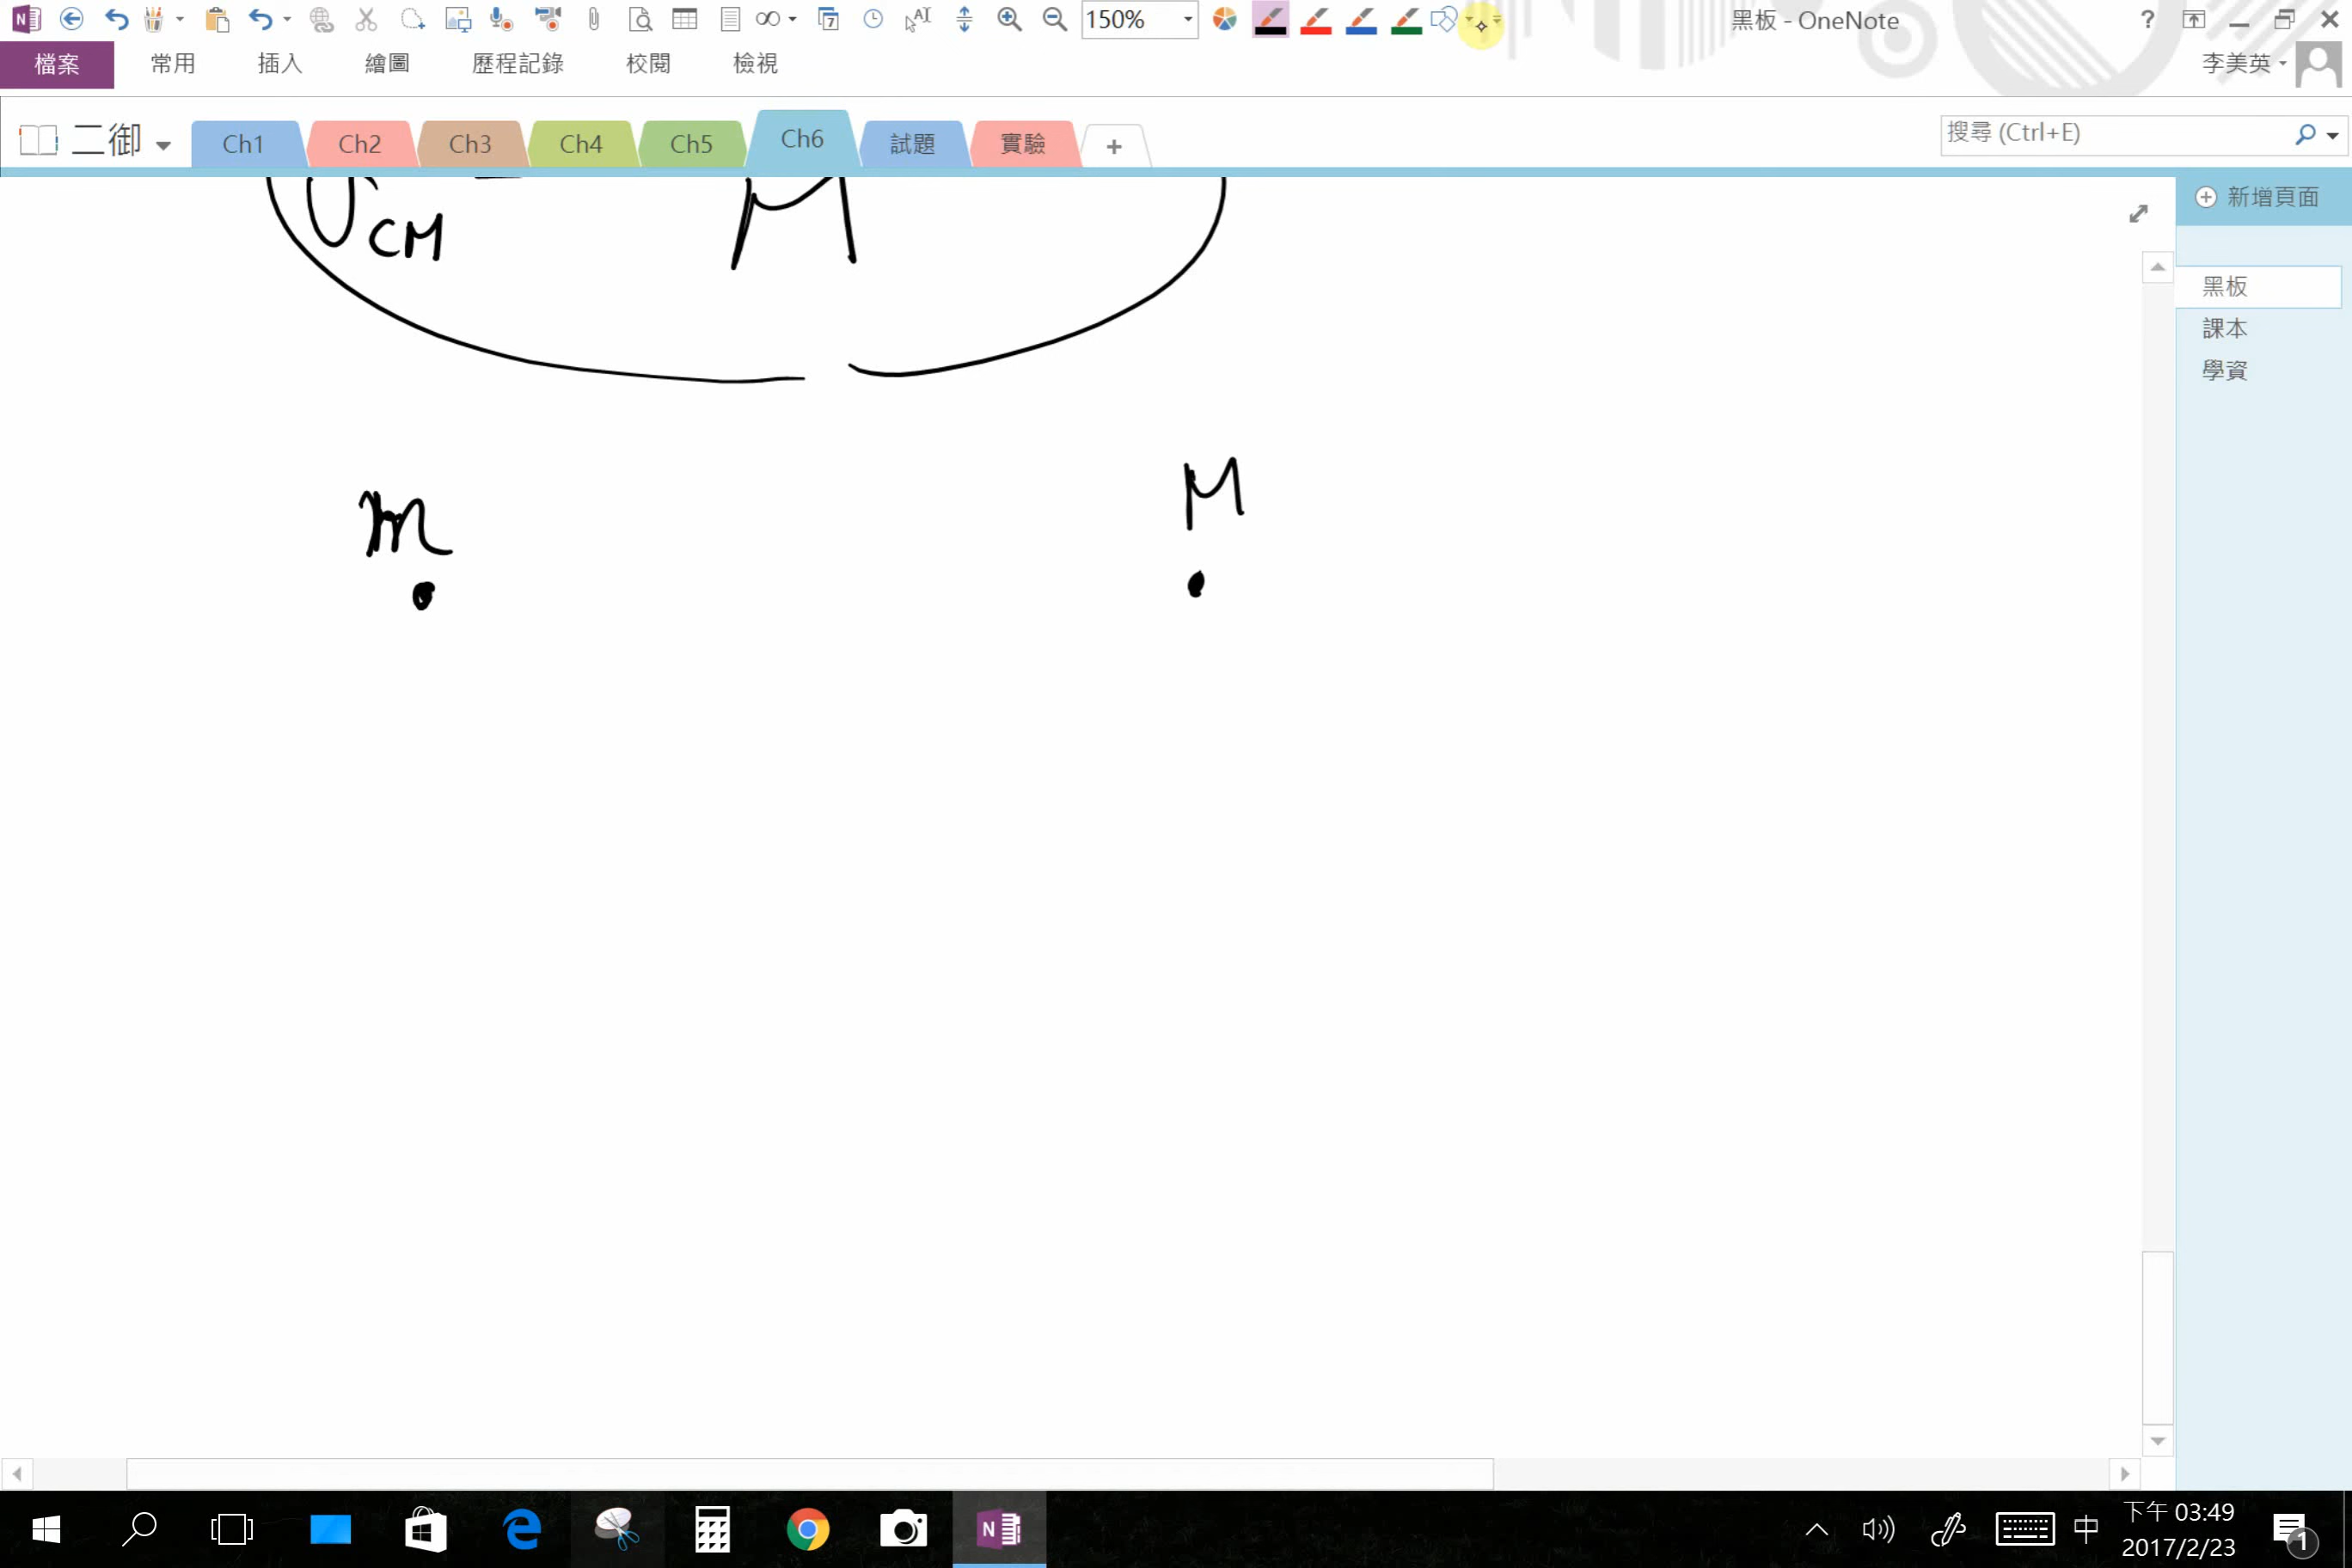 150%
黑板 - OneNote
?
檔案 常用 插入 繪圖 歷程記錄 校閱 檢視
李美英
二御 Ch1 Ch2 Ch3 Ch4 Ch5 Ch6 試題 實驗 +
搜尋 (Ctrl+E)
新增頁面
黑板
課本
學資
CM M
m M
中
下午 03:49
2017/2/23
1